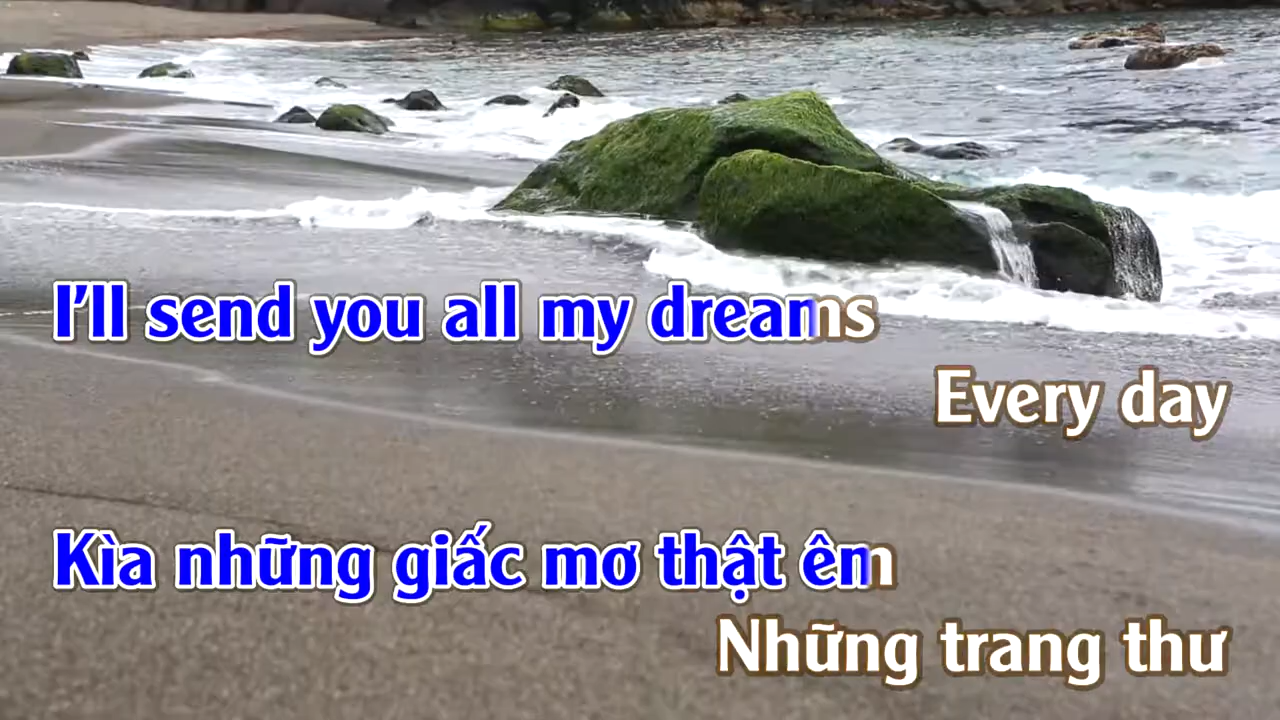 I'll send you all my dreams
Every day
Kìa những giấc mơ thật êm
Những trang thư